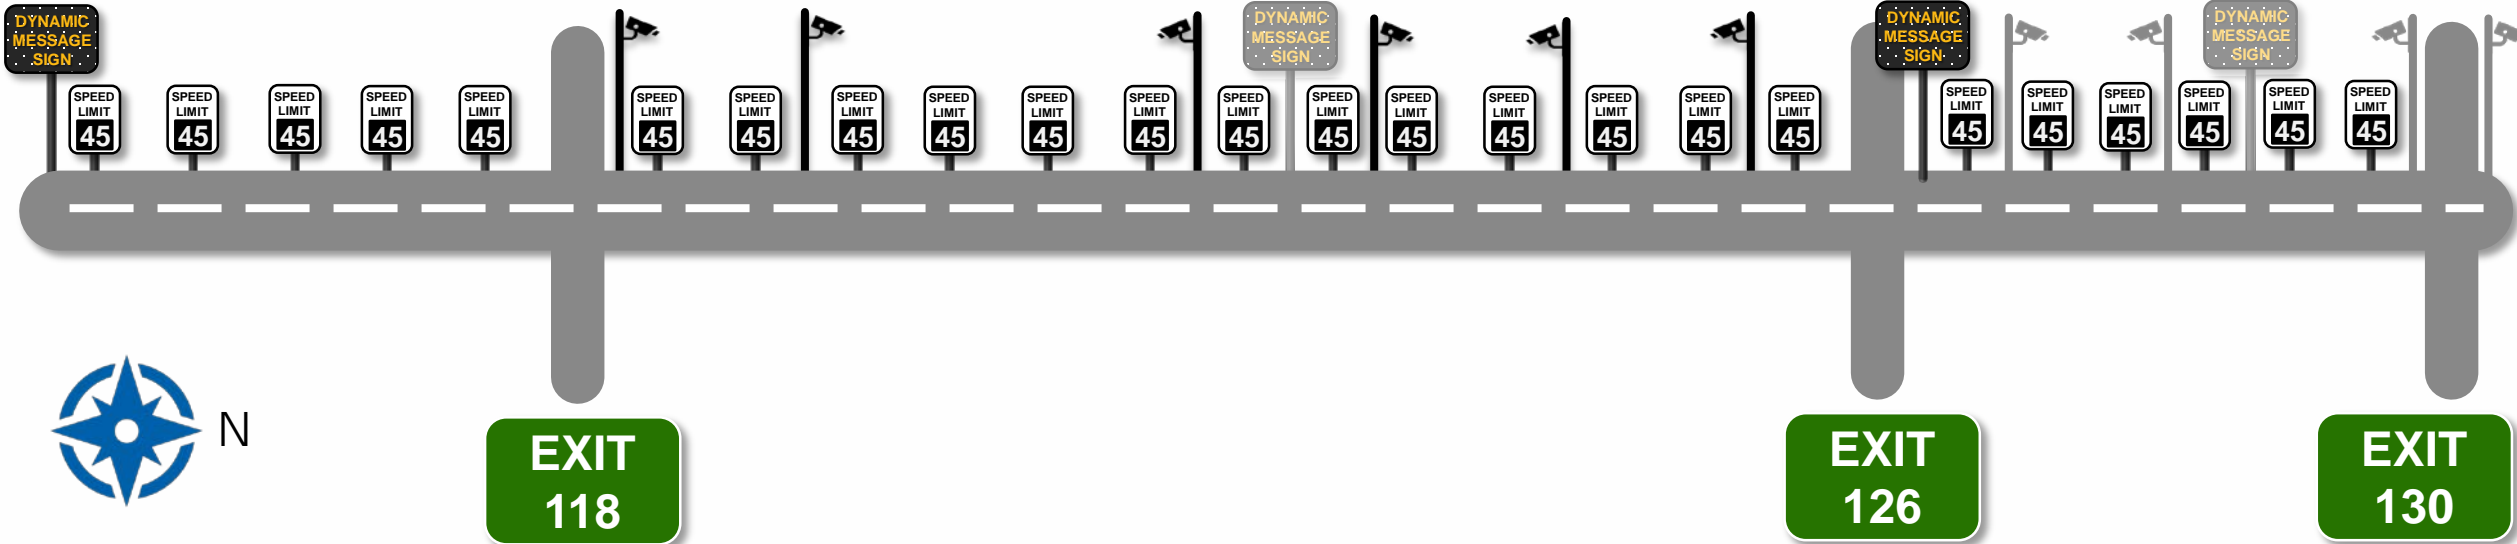 DYNAMIC
MESSAGE
SIGN
SPEED
LIMIT
45
SPEED
LIMIT
45
SPEED
LIMIT
45
SPEED
LIMIT
45
SPEED
LIMIT
45
SPEED
LIMIT
45
SPEED
LIMIT
45
SPEED
LIMIT
45
SPEED
LIMIT
45
SPEED
LIMIT
45
SPEED
LIMIT
45
SPEED
LIMIT
45
DYNAMIC
MESSAGE
SIGN
SPEED
LIMIT
45
SPEED
LIMIT
45
SPEED
LIMIT
45
SPEED
LIMIT
45
SPEED
LIMIT
45
SPEED
LIMIT
45
DYNAMIC
MESSAGE
SIGN
SPEED
LIMIT
45
SPEED
LIMIT
45
SPEED
LIMIT
45
SPEED
LIMIT
45
DYNAMIC
MESSAGE
SIGN
SPEED
LIMIT
45
SPEED
LIMIT
45
N
EXIT
118
EXIT
126
EXIT
130